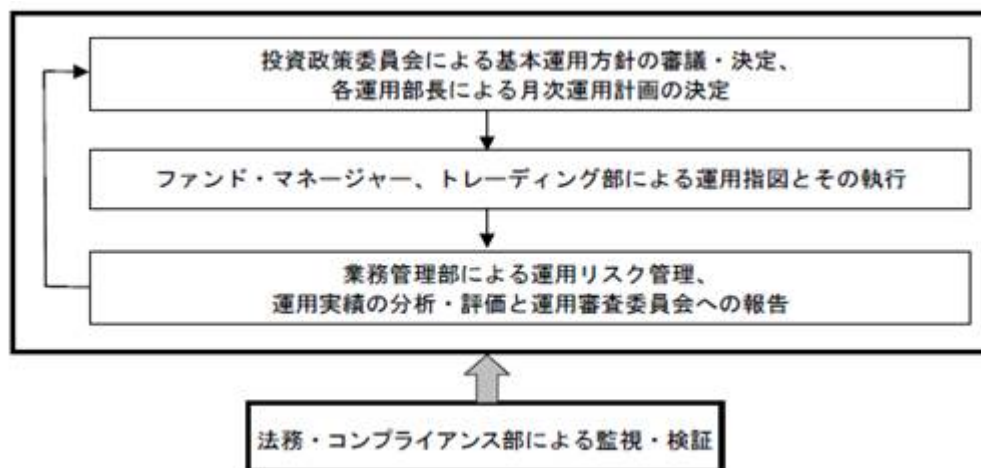 投資政策委員会による基本運用方針の審議・決定、
各運用部長による月次運用計画の決定
ファンド・マネージャー、トレーディング部による運用指図とその執行
業務管理部による運用リスク管理、
運用実績の分析・評価と運用審査委員会への報告
法務・コンプライアンス部による監視・検証